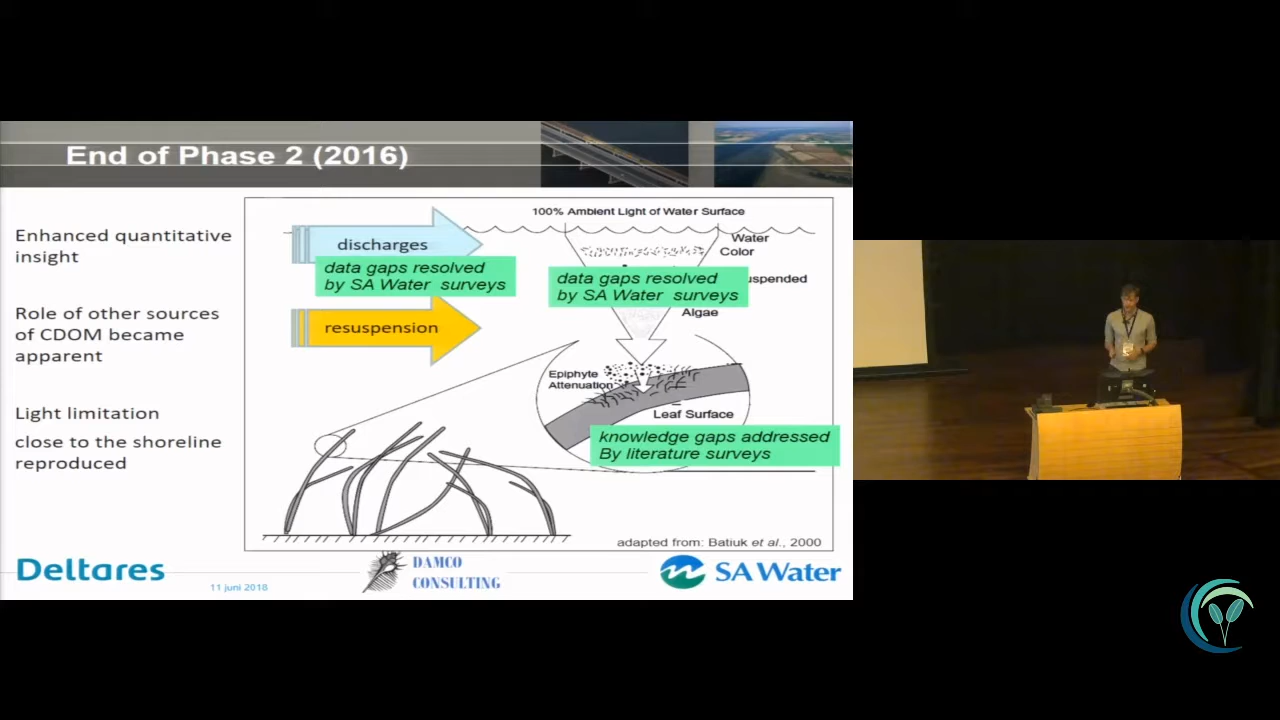 End of Phase 2 (2016)
Enhanced quantitative
insight
Role of other sources
of CDOM became
apparent
Light limitation
close to the shoreline
reproduced
100% Ambient Light of Water Surface
discharges
data gaps resolved
by SA Water surveys
resuspension
Water
Color
data gaps resolved
by SA Water surveys
uspended
Algae
Epiphyte
Attenuation
Leaf Surface
knowledge gaps addressed
By literature surveys
adapted from: Batiuk et al., 2000
Deltares
11 juni 2018
DAMCO
CONSULTING
SA Water